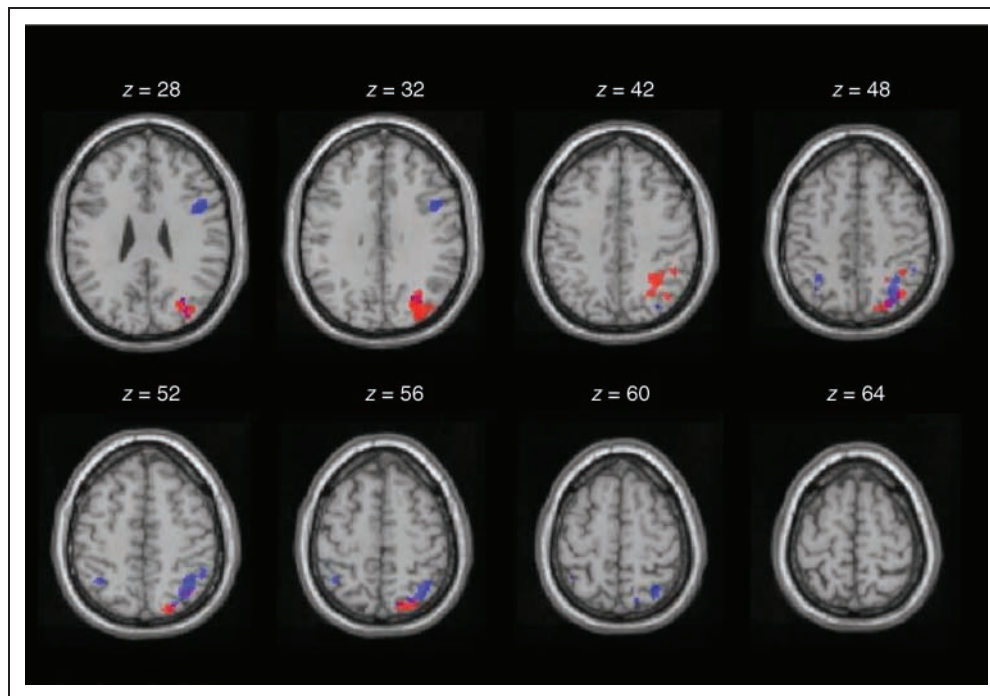 z = 28 z = 32 z = 42 z = 48
z = 52 z = 56 z = 60 z = 64